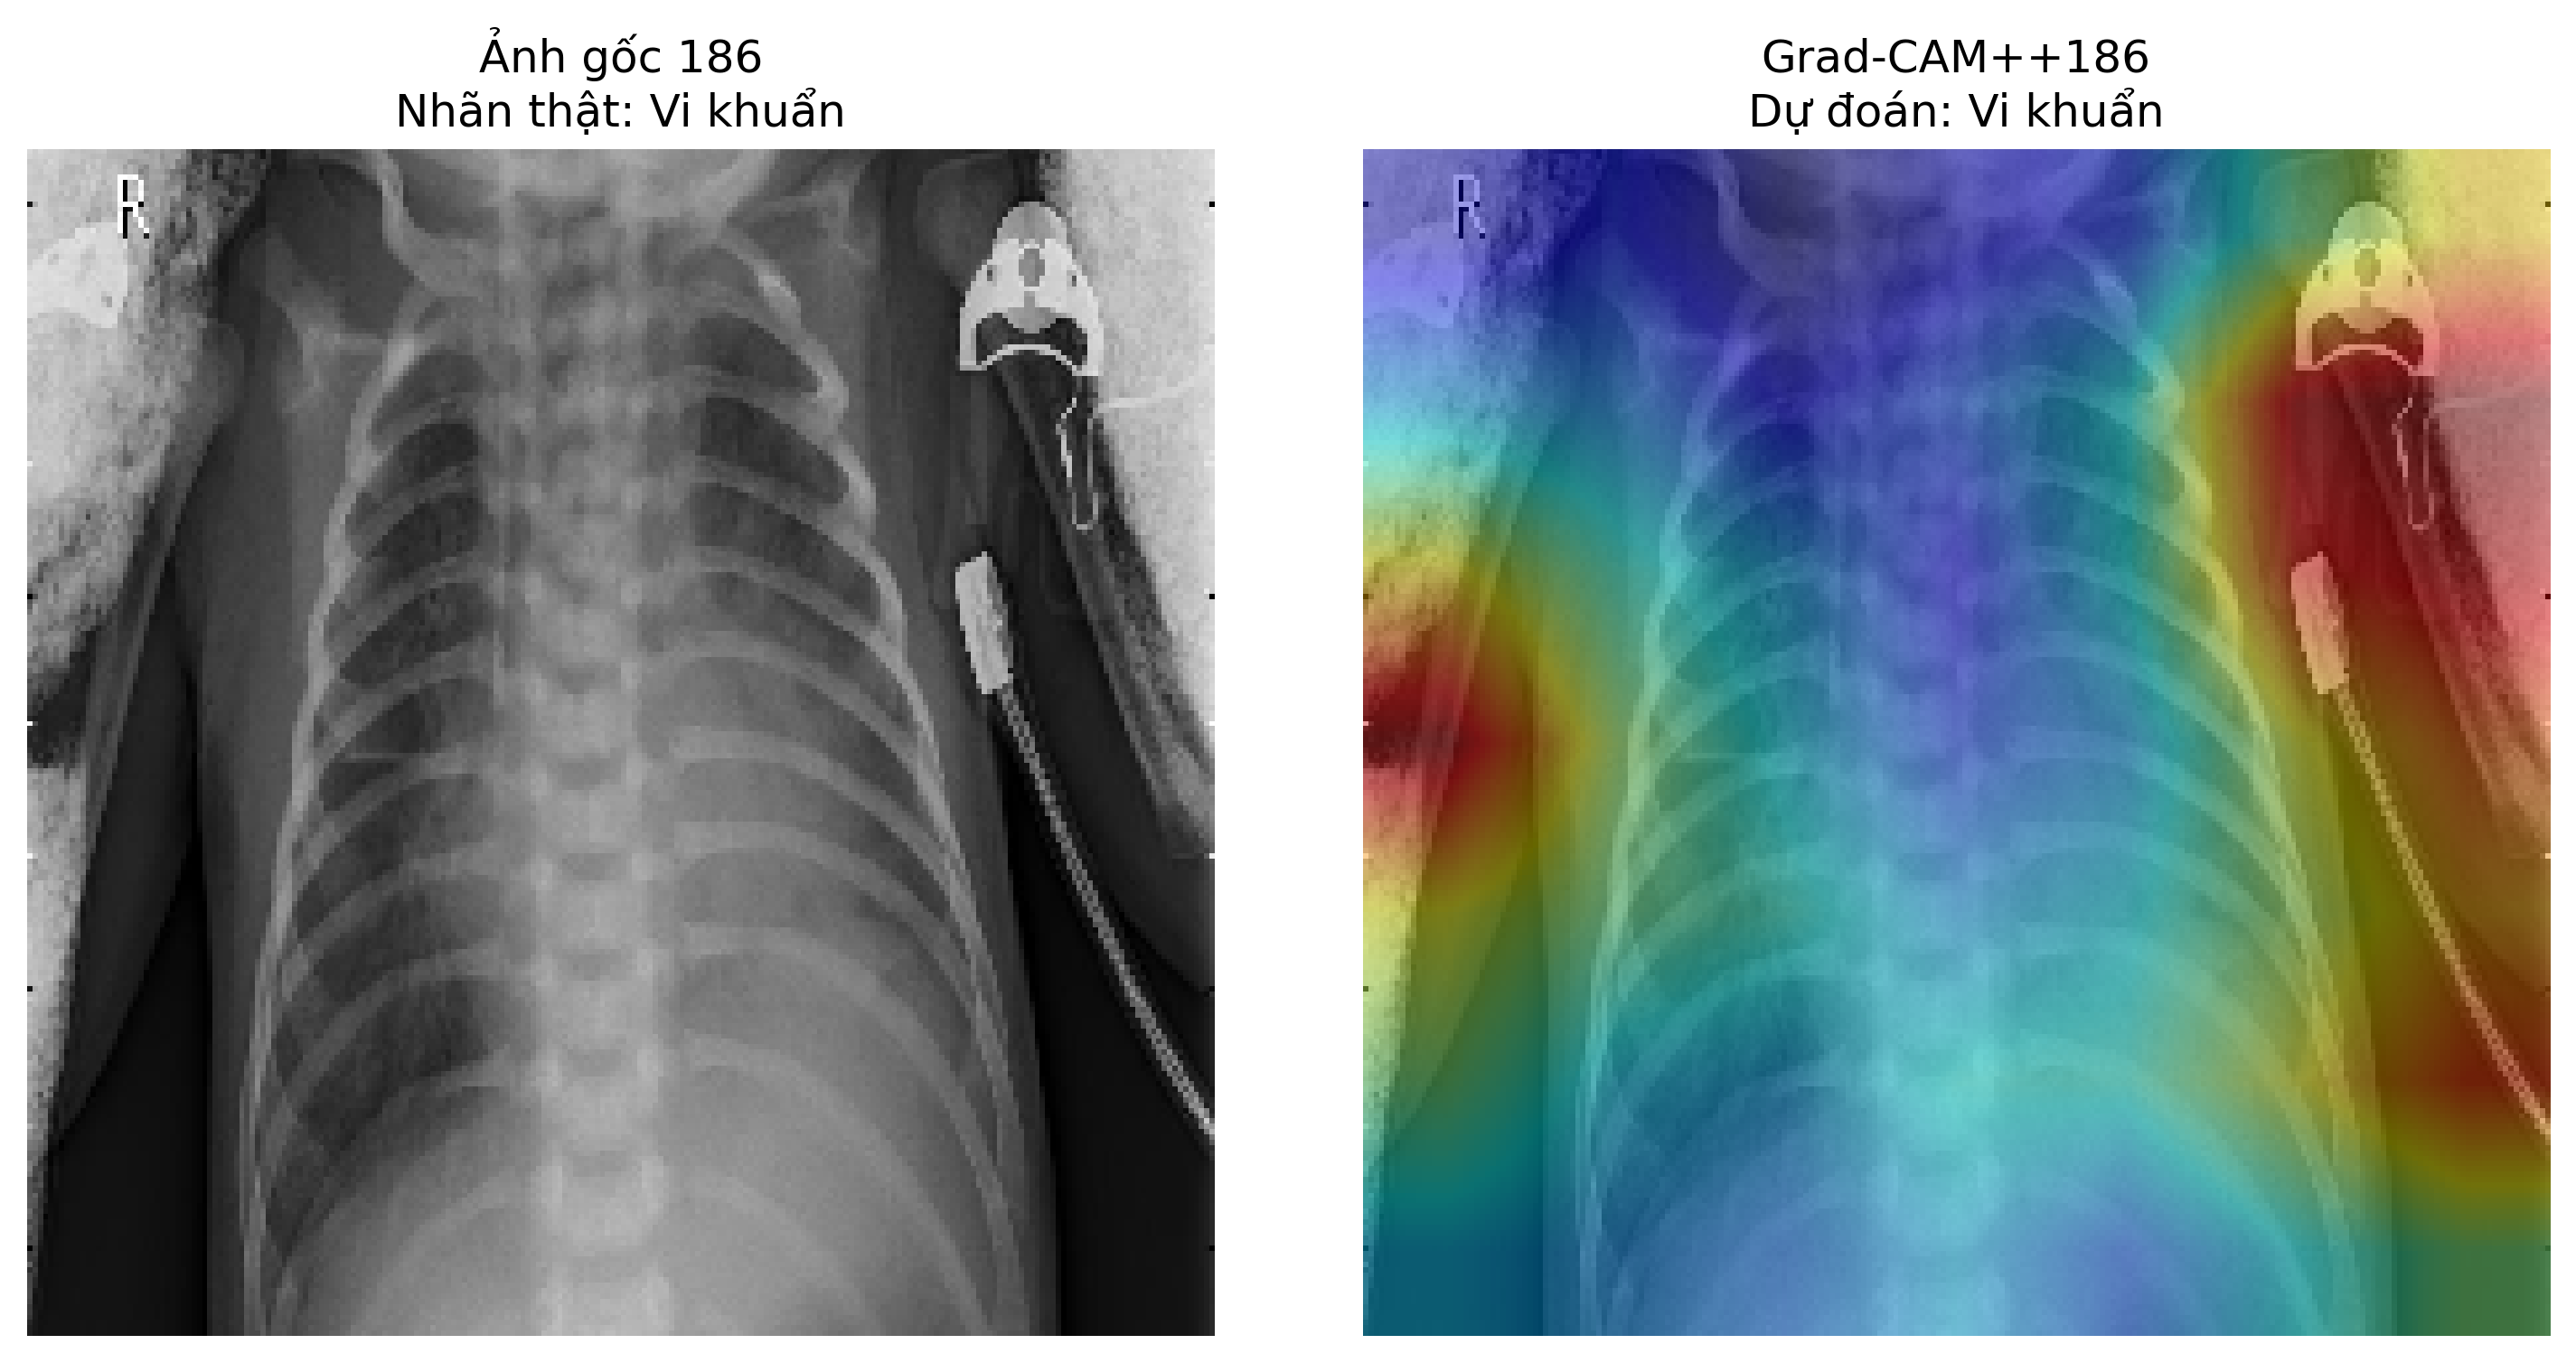 Ảnh gốc 186
Nhãn thật: Vi khuẩn
R
Grad-CAM++186
Dự đoán: Vi khuẩn
R